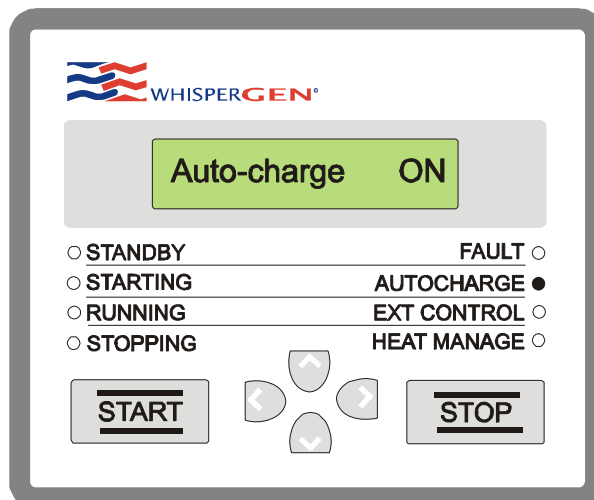 WHISPERGEN°
Auto-charge ON
STANDBY FAULT
STARTING AUTOCHARGE
RUNNING EXT CONTROL
STOPPING HEAT MANAGE
START STOP